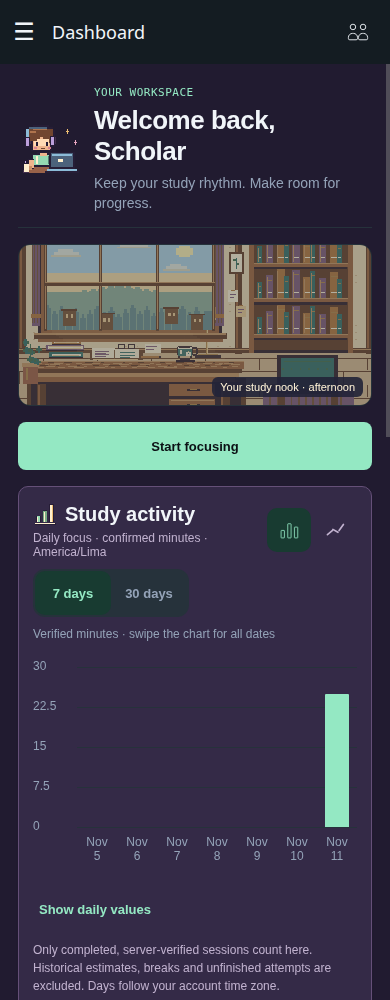 Dashboard
YOUR WORKSPACE
Welcome back,
Scholar
Keep your study rhythm. Make room for
progress.
Your study nook · afternoon
Start focusing
Study activity
Daily focus · confirmed minutes ·
America/Lima
7 days
30 days
Verified minutes · swipe the chart for all dates
30
22.5
15
7.5
0
Nov 5
Nov 6
Nov 7
Nov 8
Nov 9
Nov 10
Nov 11
Show daily values
Only completed, server-verified sessions count here.
Historical estimates, breaks and unfinished attempts are
excluded. Days follow your account time zone.